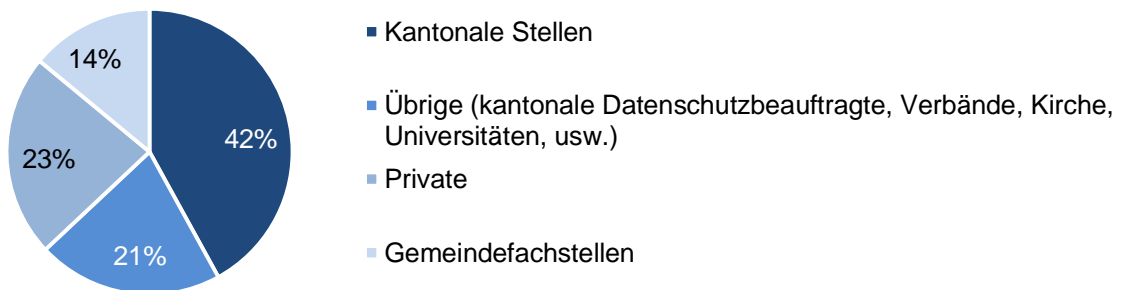 Kantonale Stellen
14%
Übrige (kantonale Datenschutzbeauftragte, Verbände, Kirche,
Universitäten, usw.)
42%
23%
Private
21%
Gemeindefachstellen